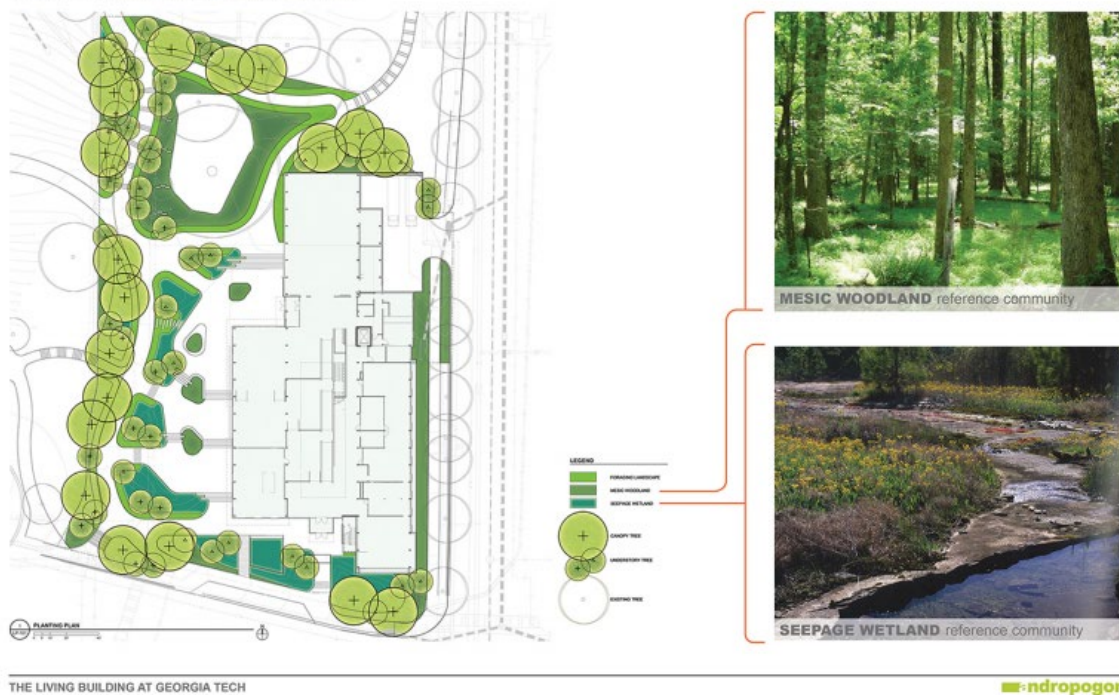 MESIC WOODLAND reference community
LEGEND
FORAGING LANDSCAPE
MESIC WOODLAND
SEEPAGE WETLAND
CANOPY TREE
UNDERSTORY TREE
EXISTING TREE
PLANTING PLAN
SEEPAGE WETLAND reference community
THE LIVING BUILDING AT GEORGIA TECH
ndropogon